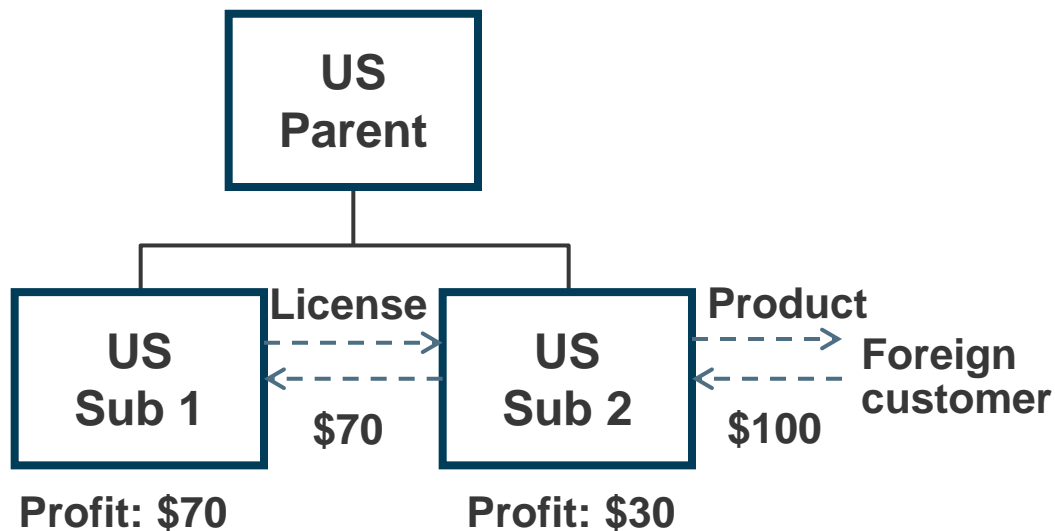 US
Parent
License
Product
US
Sub 1
US
Sub 2
Foreign
customer
$70
$100
Profit: $70
Profit: $30